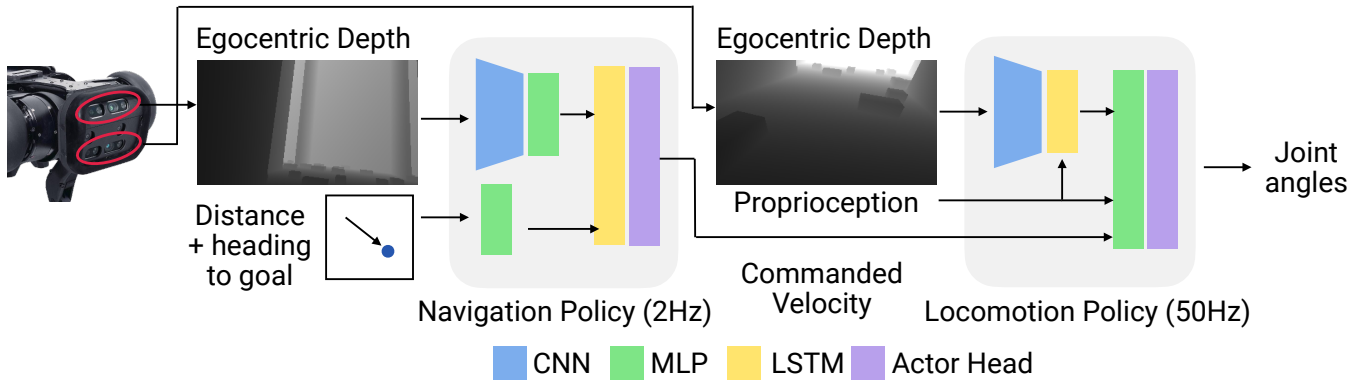 Egocentric Depth
Distance
+ heading
to goal
Navigation Policy (2Hz)
Egocentric Depth
Proprioception
Commanded
Velocity
Locomotion Policy (50Hz)
Joint
angles
CNN
MLP
LSTM
Actor Head